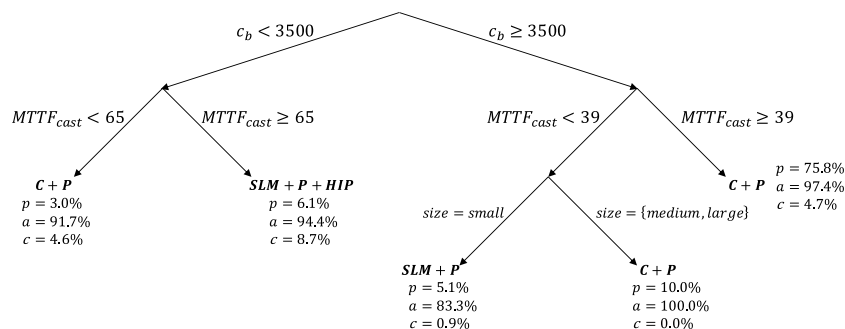 c_b < 3500
c_b ≥ 3500
MTTF_cast < 65
MTTF_cast ≥ 65
MTTF_cast < 39
MTTF_cast ≥ 39
C + P
p = 3.0%
a = 91.7%
c = 4.6%
SLM + P + HIP
p = 6.1%
a = 94.4%
c = 8.7%
C + P
p = 75.8%
a = 97.4%
c = 4.7%
size = small
size = {medium, large}
SLM + P
p = 5.1%
a = 83.3%
c = 0.9%
C + P
p = 10.0%
a = 100.0%
c = 0.0%